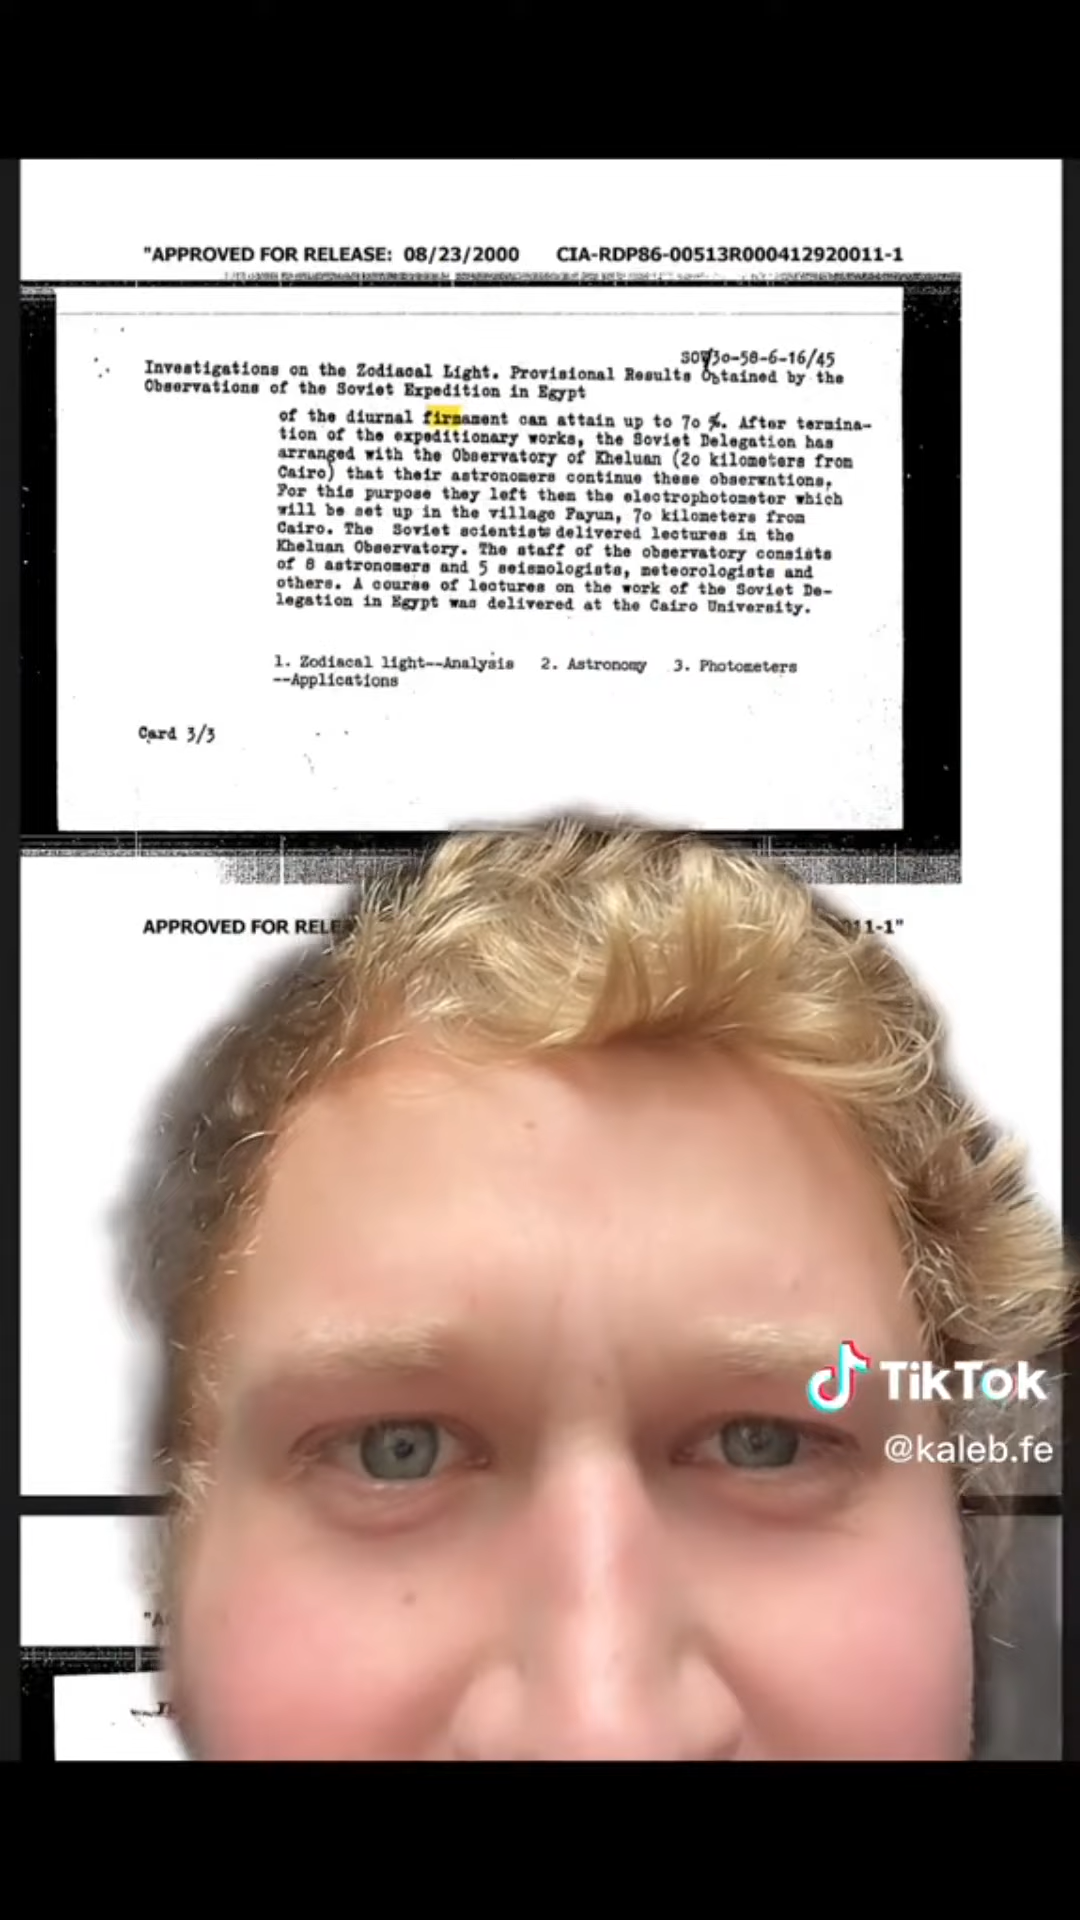 "APPROVED FOR RELEASE: 08/23/2000 CIA-RDP86-00513R000412920011-1
SOV30-58-6-16/45
Investigations on the Zodiacal Light. Provisional Results Obtained by the
Observations of the Soviet Expedition in Egypt
of the diurnal firmament can attain up to 7o %. After termina-
tion of the expeditionary works, the Soviet Delegation has
arranged with the Observatory of Kheluan (2o kilometers from
Cairo) that their astronomers continue these obserwations.
For this purpose they left them the electrophotometer which
will be set up in the village Fayun, 7o kilometers from
Cairo. The Soviet scientists delivered lectures in the
Kheluan Observatory. The staff of the observatory consists
of 8 astronomers and 5 seismologists, meteorologists and
others. A course of lectures on the work of the Soviet De-
legation in Egypt was delivered at the Cairo University.
1. Zodiacal light--Analysis 2. Astronomy 3. Photometers
--Applications
Card 3/3
APPROVED FOR RELE 011-1"
TikTok
@kaleb.fe